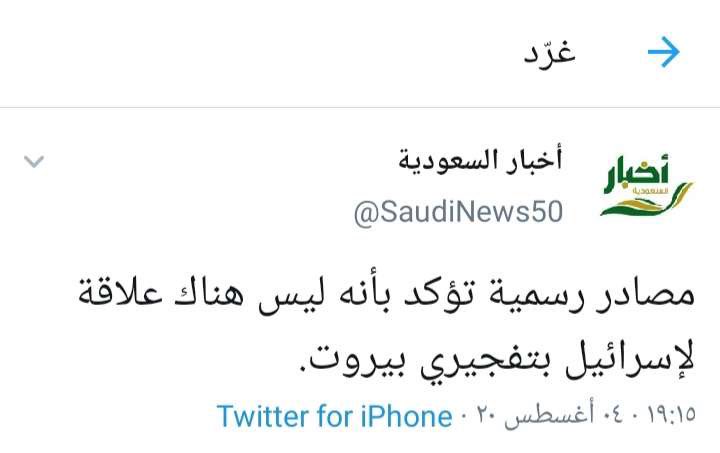 غرّد
أخبار
السعودية
أخبار السعودية
@SaudiNews50
مصادر رسمية تؤكد بأنه ليس هناك علاقة
لإسرائيل بتفجيري بيروت.
١٩:١٥ · ٠٤ أغسطس ٢٠ · Twitter for iPhone